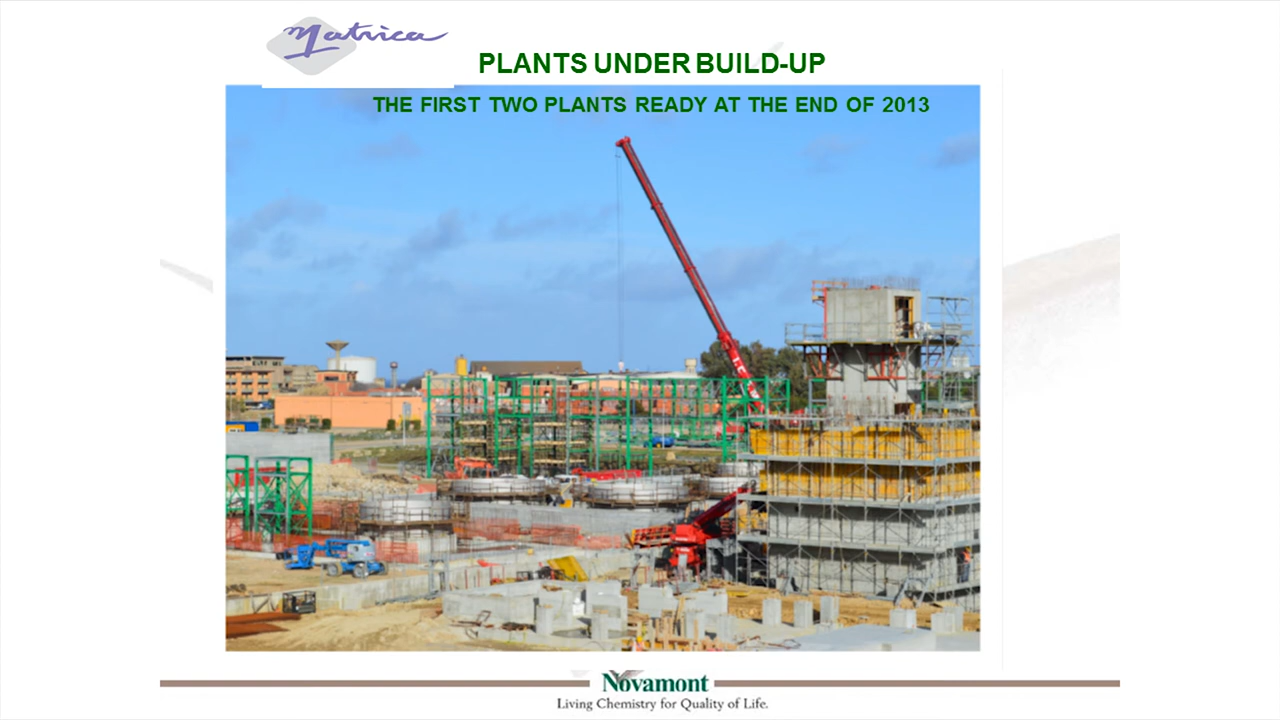 Matrica
PLANTS UNDER BUILD-UP
THE FIRST TWO PLANTS READY AT THE END OF 2013
Novamont
Living Chemistry for Quality of Life.